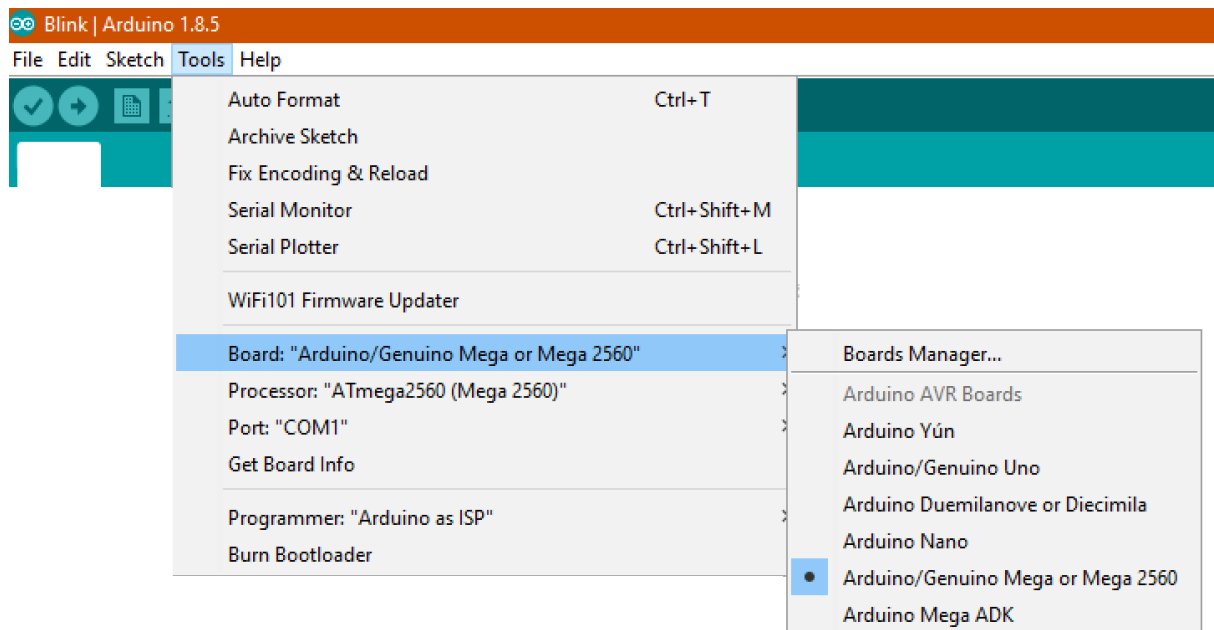 Blink | Arduino 1.8.5
File Edit Sketch Tools Help
Auto Format Ctrl+T
Archive Sketch
Fix Encoding & Reload
Serial Monitor Ctrl+Shift+M
Serial Plotter Ctrl+Shift+L
WiFi101 Firmware Updater
Board: "Arduino/Genuino Mega or Mega 2560"
Processor: "ATmega2560 (Mega 2560)"
Port: "COM1"
Get Board Info
Programmer: "Arduino as ISP"
Burn Bootloader
Boards Manager...
Arduino AVR Boards
Arduino Yún
Arduino/Genuino Uno
Arduino Duemilanove or Diecimila
Arduino Nano
Arduino/Genuino Mega or Mega 2560
Arduino Mega ADK